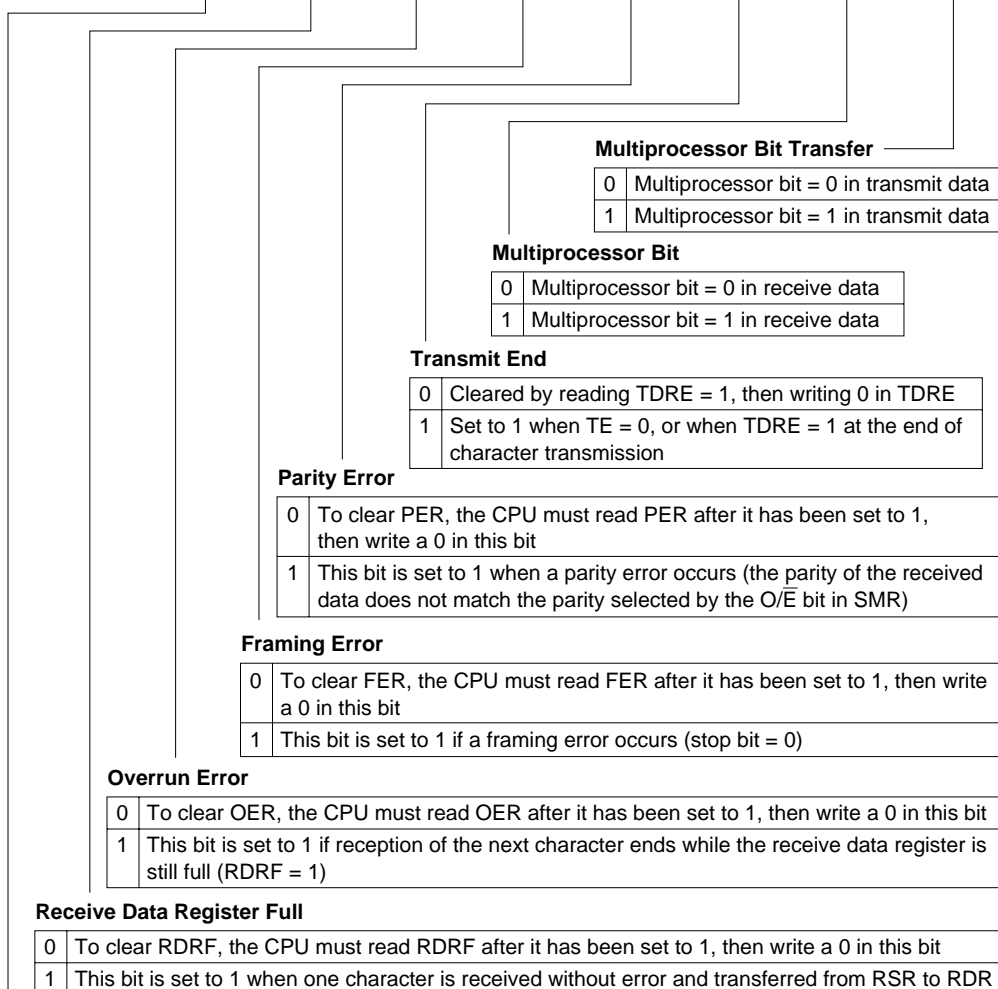 Multiprocessor Bit Transfer
0 Multiprocessor bit = 0 in transmit data
1 Multiprocessor bit = 1 in transmit data
Multiprocessor Bit
0 Multiprocessor bit = 0 in receive data
1 Multiprocessor bit = 1 in receive data
Transmit End
0 Cleared by reading TDRE = 1, then writing 0 in TDRE
1 Set to 1 when TE = 0, or when TDRE = 1 at the end of
character transmission
Parity Error
0 To clear PER, the CPU must read PER after it has been set to 1,
then write a 0 in this bit
1 This bit is set to 1 when a parity error occurs (the parity of the received
data does not match the parity selected by the O/E̅ bit in SMR)
Framing Error
0 To clear FER, the CPU must read FER after it has been set to 1, then write
a 0 in this bit
1 This bit is set to 1 if a framing error occurs (stop bit = 0)
Overrun Error
0 To clear OER, the CPU must read OER after it has been set to 1, then write a 0 in this bit
1 This bit is set to 1 if reception of the next character ends while the receive data register is
still full (RDRF = 1)
Receive Data Register Full
0 To clear RDRF, the CPU must read RDRF after it has been set to 1, then write a 0 in this bit
1 This bit is set to 1 when one character is received without error and transferred from RSR to RDR